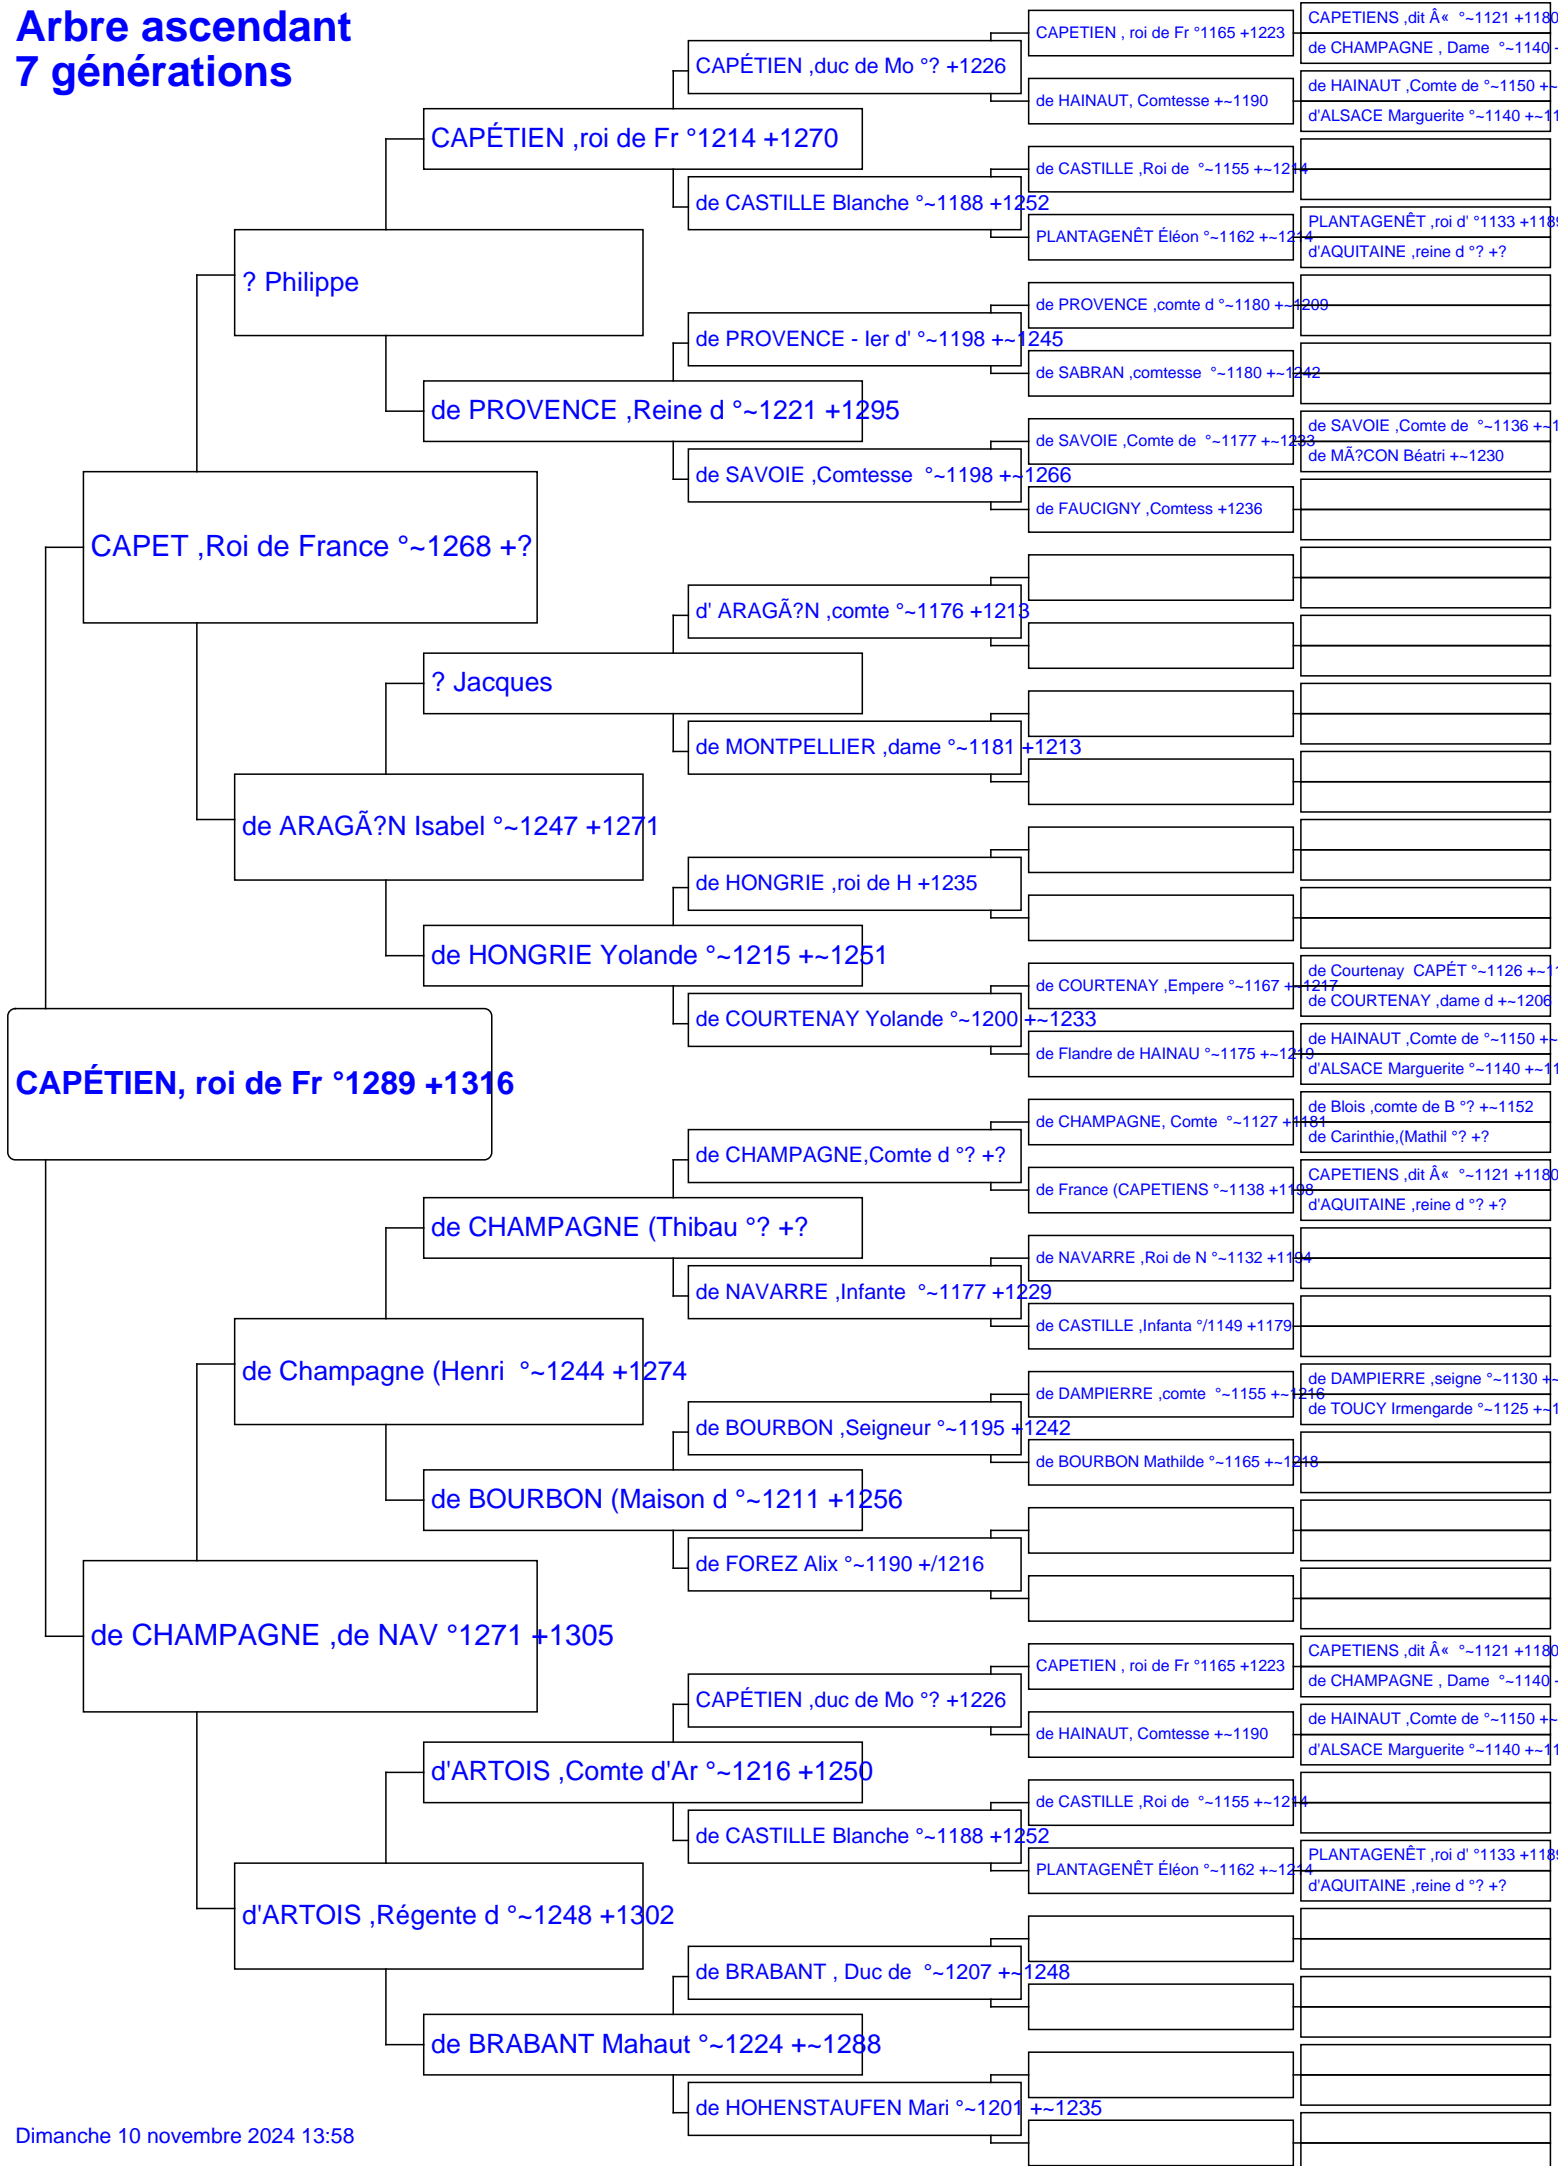 Arbre ascendant
7 générations
CAPÉTIEN, roi de Fr °1289 +1316
CAPET ,Roi de France °~1268 +?
de CHAMPAGNE ,de NAV °1271 +1305
? Philippe
de ARAGÃ?N Isabel °~1247 +1271
de Champagne (Henri  °~1244 +1274
d'ARTOIS ,Régente d °~1248 +1302
CAPÉTIEN ,roi de Fr °1214 +1270
de PROVENCE ,Reine d °~1221 +1295
? Jacques
de HONGRIE Yolande °~1215 +~1251
de CHAMPAGNE (Thibau °? +?
de BOURBON (Maison d °~1211 +1256
d'ARTOIS ,Comte d'Ar °~1216 +1250
de BRABANT Mahaut °~1224 +~1288
CAPÉTIEN ,duc de Mo °? +1226
de CASTILLE Blanche °~1188 +1252
de PROVENCE - Ier d' °~1198 +~1245
de SAVOIE ,Comtesse  °~1198 +~1266
d' ARAGÃ?N ,comte °~1176 +1213
de MONTPELLIER ,dame °~1181 +1213
de HONGRIE ,roi de H +1235
de COURTENAY Yolande °~1200 +~1233
de CHAMPAGNE,Comte d °? +?
de NAVARRE ,Infante  °~1177 +1229
de BOURBON ,Seigneur °~1195 +1242
de FOREZ Alix °~1190 +/1216
CAPÉTIEN ,duc de Mo °? +1226
de CASTILLE Blanche °~1188 +1252
de BRABANT , Duc de  °~1207 +~1248
de HOHENSTAUFEN Mari °~1201 +~1235
CAPETIEN , roi de Fr °1165 +1223
de HAINAUT, Comtesse +~1190
de CASTILLE ,Roi de  °~1155 +~1214
PLANTAGENÊT Éléon °~1162 +~1214
de PROVENCE ,comte d °~1180 +~1209
de SABRAN ,comtesse  °~1180 +~1242
de SAVOIE ,Comte de  °~1177 +~1233
de FAUCIGNY ,Comtess +1236
de COURTENAY ,Empere °~1167 +~1217
de Flandre de HAINAU °~1175 +~1219
de CHAMPAGNE, Comte  °~1127 +1181
de France (CAPETIENS °~1138 +1198
de NAVARRE ,Roi de N °~1132 +1194
de CASTILLE ,Infanta °/1149 +1179
de DAMPIERRE ,comte  °~1155 +~1216
de BOURBON Mathilde °~1165 +~1218
CAPETIEN , roi de Fr °1165 +1223
de HAINAUT, Comtesse +~1190
de CASTILLE ,Roi de  °~1155 +~1214
PLANTAGENÊT Éléon °~1162 +~1214
CAPETIENS ,dit Â«  °~1121 +1180
de CHAMPAGNE , Dame  °~1140 +
de HAINAUT ,Comte de °~1150 +~
d'ALSACE Marguerite °~1140 +~11
PLANTAGENÊT ,roi d' °1133 +1189
d'AQUITAINE ,reine d °? +?
de SAVOIE ,Comte de  °~1136 +~1
de MÃ?CON Béatri +~1230
de Courtenay  CAPÉT °~1126 +~11
de COURTENAY ,dame d +~1206
de HAINAUT ,Comte de °~1150 +~
d'ALSACE Marguerite °~1140 +~11
de Blois ,comte de B °? +~1152
de Carinthie,(Mathil °? +?
CAPETIENS ,dit Â«  °~1121 +1180
d'AQUITAINE ,reine d °? +?
de DAMPIERRE ,seigne °~1130 +~
de TOUCY Irmengarde °~1125 +~1
CAPETIENS ,dit Â«  °~1121 +1180
de CHAMPAGNE , Dame  °~1140 +
de HAINAUT ,Comte de °~1150 +~
d'ALSACE Marguerite °~1140 +~11
PLANTAGENÊT ,roi d' °1133 +1189
d'AQUITAINE ,reine d °? +?
Dimanche 10 novembre 2024 13:58